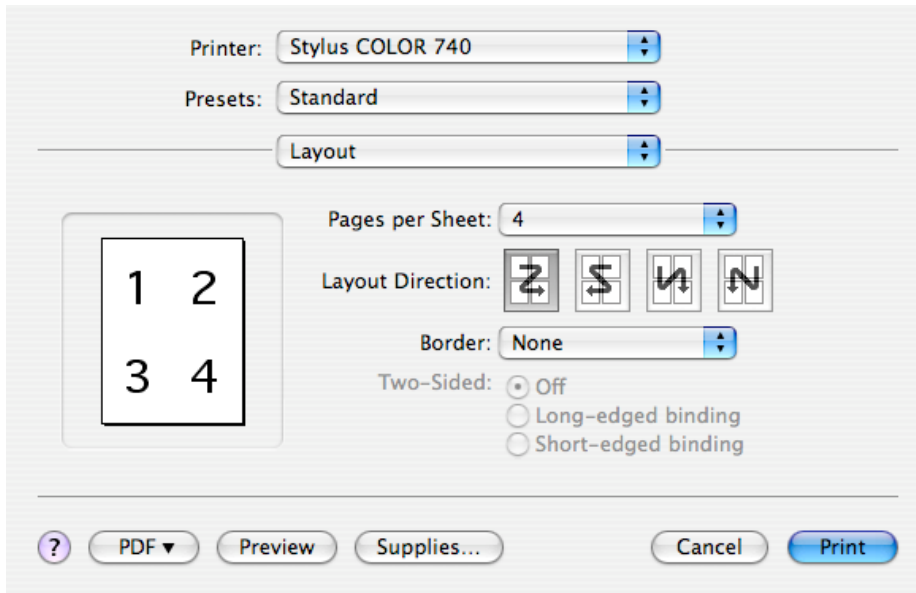 Printer: Stylus COLOR 740
Presets: Standard
Layout
Pages per Sheet: 4
1 2
Layout Direction:
3 4
Border: None
Two-Sided: Off
Long-edged binding
Short-edged binding
? PDF ▼ Preview Supplies... Cancel Print